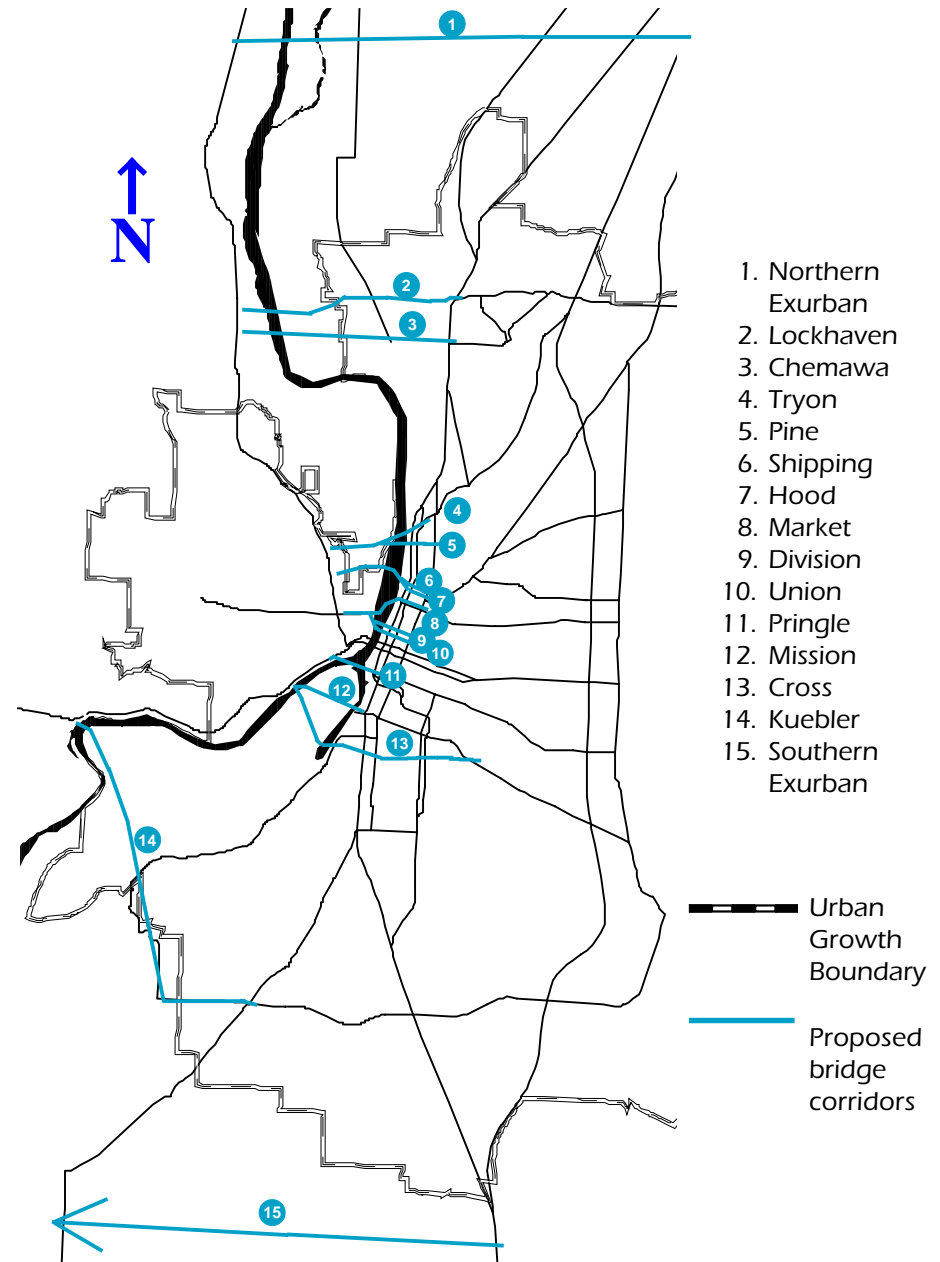 1
N
2
3
4
5
6
7
8
9
10
11
12
13
14
15
1. Northern
Exurban
2. Lockhaven
3. Chemawa
4. Tryon
5. Pine
6. Shipping
7. Hood
8. Market
9. Division
10. Union
11. Pringle
12. Mission
13. Cross
14. Kuebler
15. Southern
Exurban
Urban
Growth
Boundary
Proposed
bridge
corridors